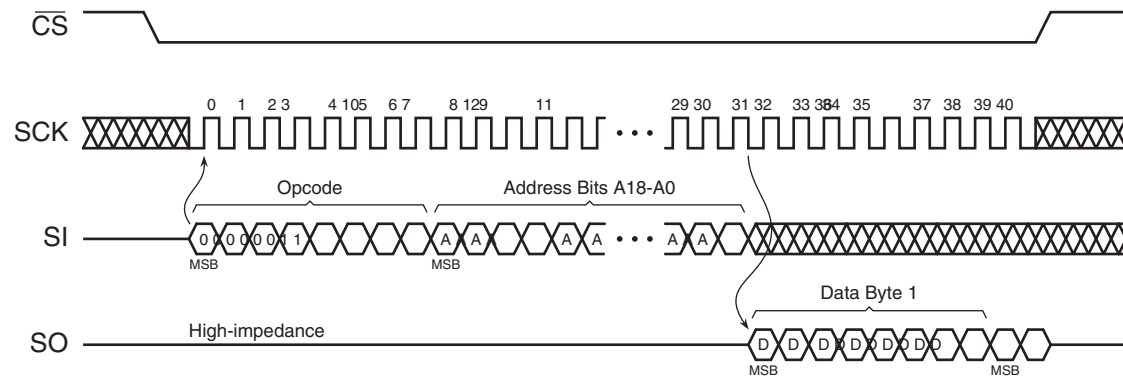 CS
0 1 2 3 4 10 5 6 7 8 12 9 11 29 30 31 32 33 36 34 35 37 38 39 40
SCK
Opcode Address Bits A18-A0
SI 0 0 0 0 0 0 1 1 A A A A A A A A
MSB MSB
Data Byte 1
High-impedance
SO D D D D D D D D
MSB MSB